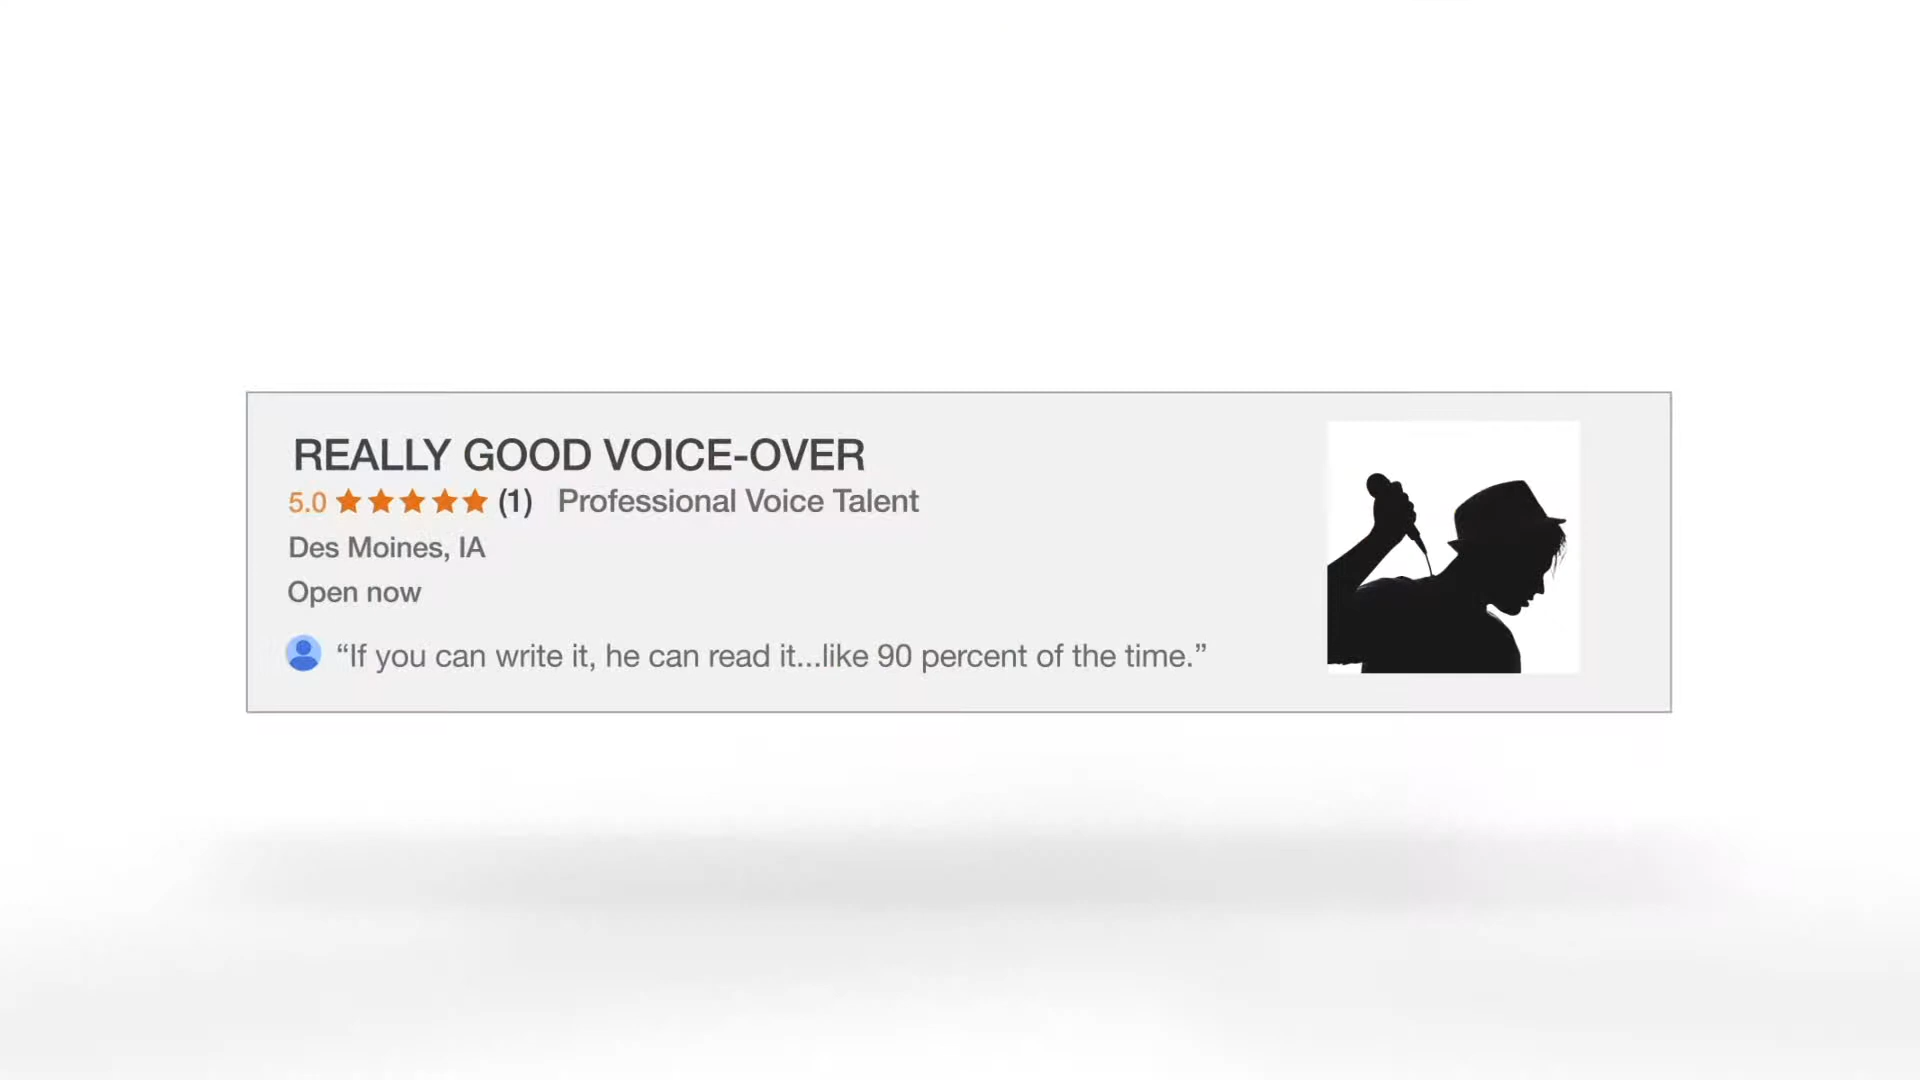 REALLY GOOD VOICE-OVER
5.0 ★★★★★ (1) Professional Voice Talent
Des Moines, IA
Open now
“If you can write it, he can read it...like 90 percent of the time.”